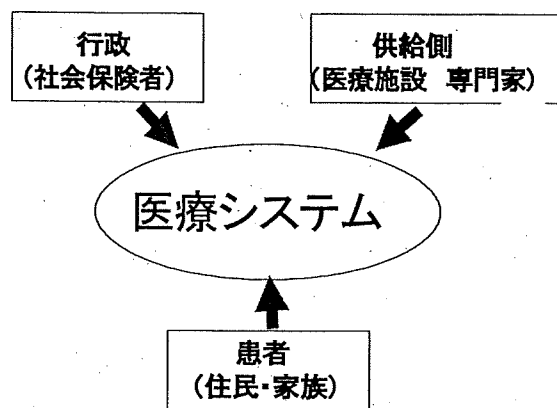 行政
(社会保険者)
供給側
(医療施設 専門家)
医療システム
患者
(住民・家族)